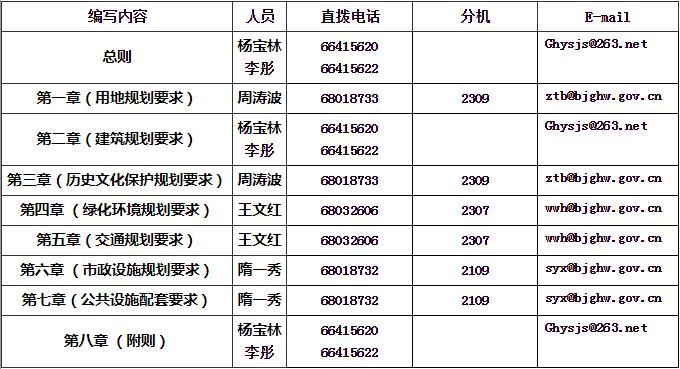 编写内容 人员 直拨电话 分机 E-mail
总则 杨宝林 66415620 Ghysjs@263.net
李彤 66415622
第一章（用地规划要求） 周涛波 68018733 2309 ztb@bjghw.gov.cn
第二章（建筑规划要求） 杨宝林 66415620 Ghysjs@263.net
李彤 66415622
第三章（历史文化保护规划要求） 周涛波 68018733 2309 ztb@bjghw.gov.cn
第四章（绿化环境规划要求） 王文红 68032606 2307 wwh@bjghw.gov.cn
第五章（交通规划要求） 王文红 68032606 2307 wwh@bjghw.gov.cn
第六章（市政设施规划要求） 隋一秀 68018732 2109 syx@bjghw.gov.cn
第七章（公共设施配套要求） 隋一秀 68018732 2109 syx@bjghw.gov.cn
第八章（附则） 杨宝林 66415620 Ghysjs@263.net
李彤 66415622